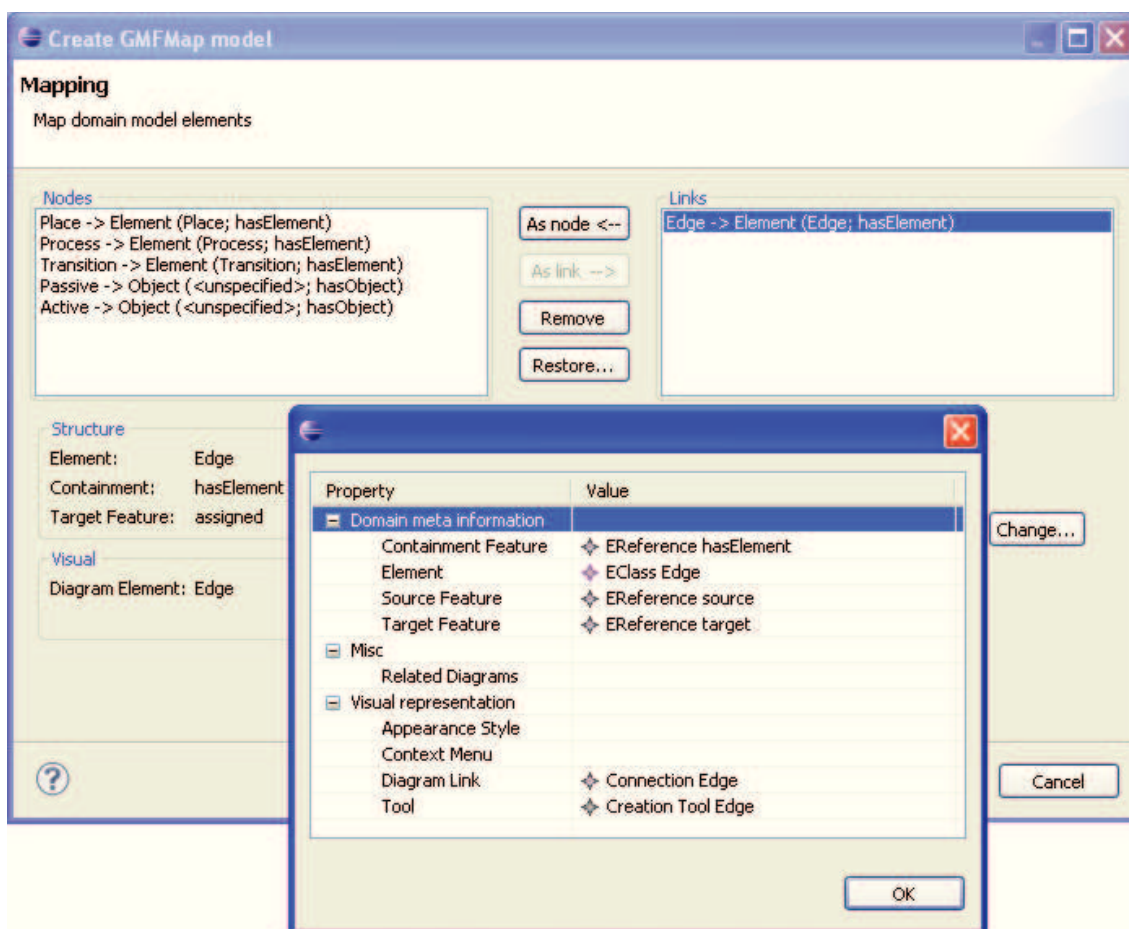 Create GMFMap model
Mapping
Map domain model elements
Nodes
Place -> Element (Place; hasElement)
Process -> Element (Process; hasElement)
Transition -> Element (Transition; hasElement)
Passive -> Object (<unspecified>; hasObject)
Active -> Object (<unspecified>; hasObject)
As node <--
As link -->
Remove
Restore...
Links
Edge -> Element (Edge; hasElement)
Structure
Element: Edge
Containment: hasElement
Target Feature: assigned
Visual
Diagram Element: Edge
Change...
Property Value
Domain meta information
Containment Feature EReference hasElement
Element EClass Edge
Source Feature EReference source
Target Feature EReference target
Misc
Related Diagrams
Visual representation
Appearance Style
Context Menu
Diagram Link Connection Edge
Tool Creation Tool Edge
OK
?
Cancel